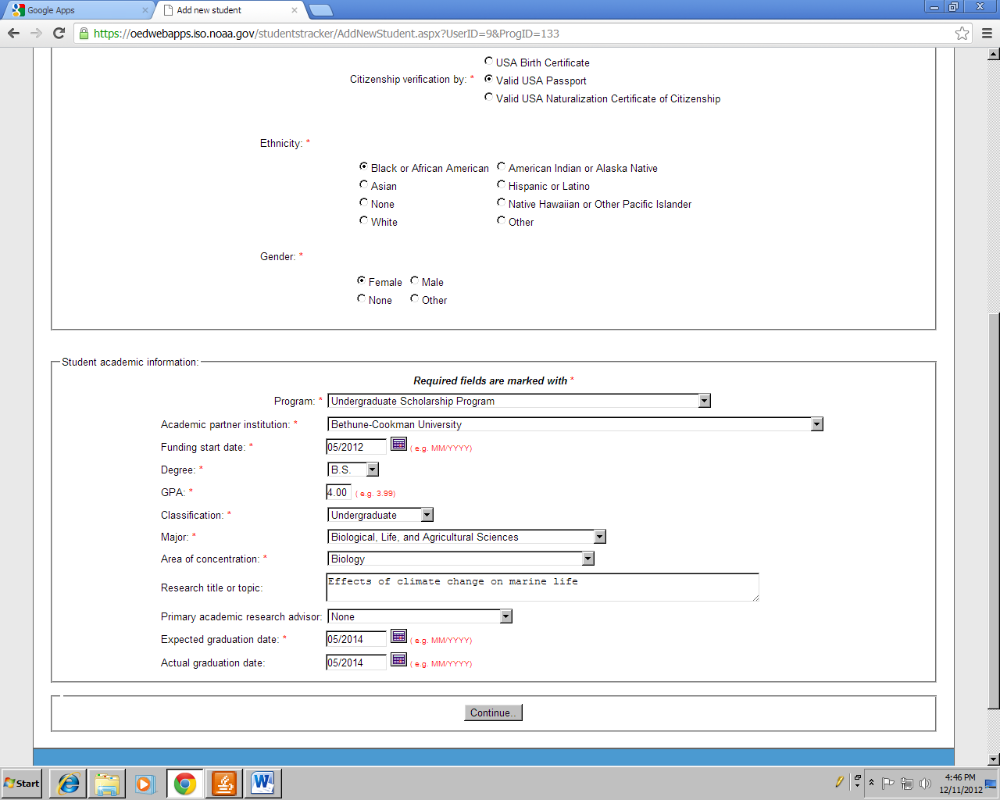 Google Apps
Add new student
https://oedwebapps.iso.noaa.gov/studentstracker/AddNewStudent.aspx?UserID=9&ProgID=133
USA Birth Certificate
Citizenship verification by: * Valid USA Passport
Valid USA Naturalization Certificate of Citizenship
Ethnicity: *
Black or African American American Indian or Alaska Native
Asian Hispanic or Latino
None Native Hawaiian or Other Pacific Islander
White Other
Gender: *
Female Male
None Other
Student academic information:
Required fields are marked with *
Program: * Undergraduate Scholarship Program
Academic partner institution: * Bethune-Cookman University
Funding start date: * 05/2012 ( e.g. MM/YYYY)
Degree: * B.S.
GPA: * 4.00 ( e.g. 3.99)
Classification: * Undergraduate
Major: * Biological, Life, and Agricultural Sciences
Area of concentration: * Biology
Research title or topic: Effects of climate change on marine life
Primary academic research advisor: None
Expected graduation date: * 05/2014 ( e.g. MM/YYYY)
Actual graduation date: 05/2014 ( e.g. MM/YYYY)
Continue..
Start
4:46 PM
12/11/2012